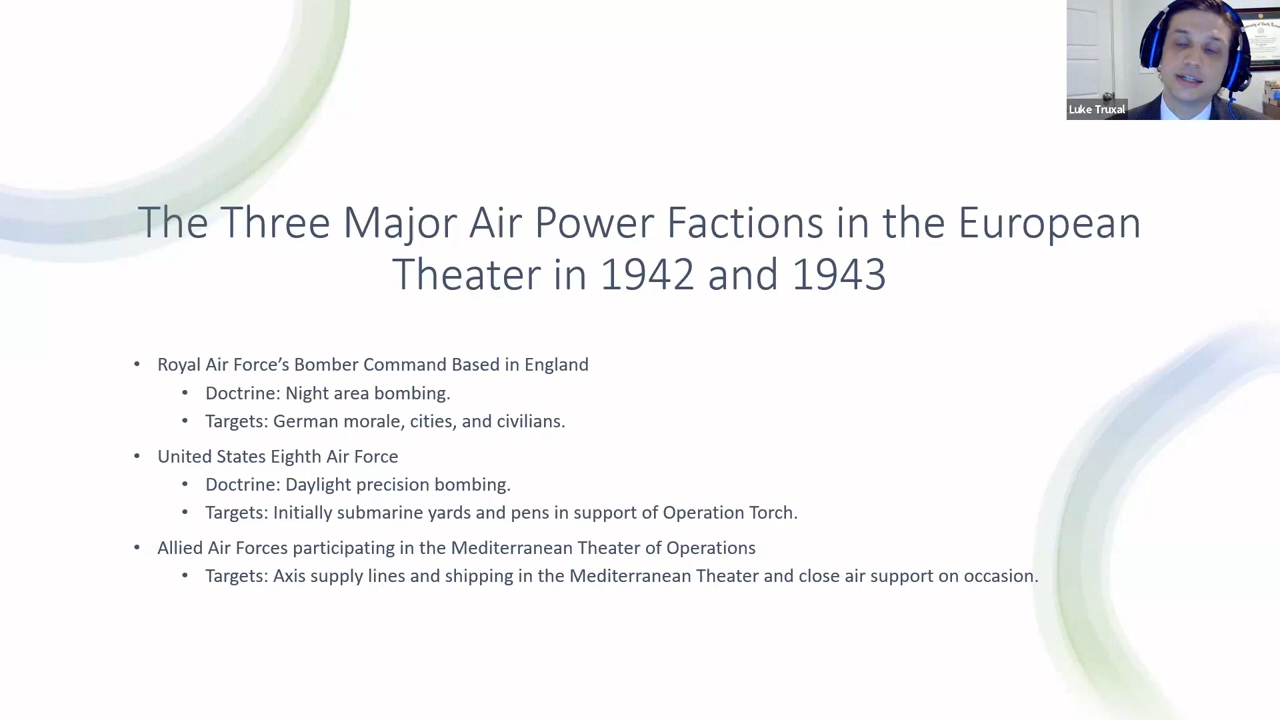 Luke Truxal
The Three Major Air Power Factions in the European
Theater in 1942 and 1943
• Royal Air Force’s Bomber Command Based in England
• Doctrine: Night area bombing.
• Targets: German morale, cities, and civilians.
• United States Eighth Air Force
• Doctrine: Daylight precision bombing.
• Targets: Initially submarine yards and pens in support of Operation Torch.
• Allied Air Forces participating in the Mediterranean Theater of Operations
• Targets: Axis supply lines and shipping in the Mediterranean Theater and close air support on occasion.